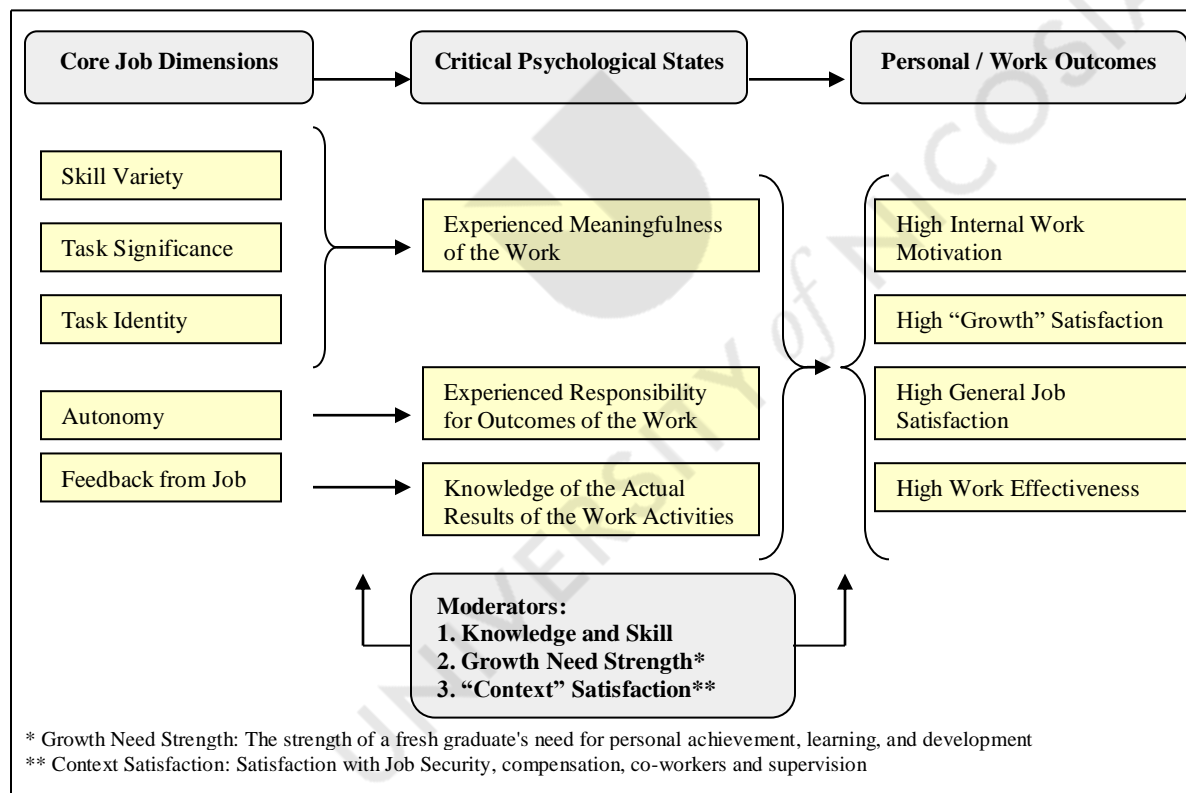 Core Job Dimensions
Critical Psychological States
Personal / Work Outcomes
Skill Variety
Task Significance
Task Identity
Autonomy
Feedback from Job
Experienced Meaningfulness
of the Work
Experienced Responsibility
for Outcomes of the Work
Knowledge of the Actual
Results of the Work Activities
High Internal Work
Motivation
High “Growth” Satisfaction
High General Job
Satisfaction
High Work Effectiveness
Moderators:
1. Knowledge and Skill
2. Growth Need Strength*
3. “Context” Satisfaction**
* Growth Need Strength: The strength of a fresh graduate's need for personal achievement, learning, and development
** Context Satisfaction: Satisfaction with Job Security, compensation, co-workers and supervision
UNIVERSITY of NICOSIA